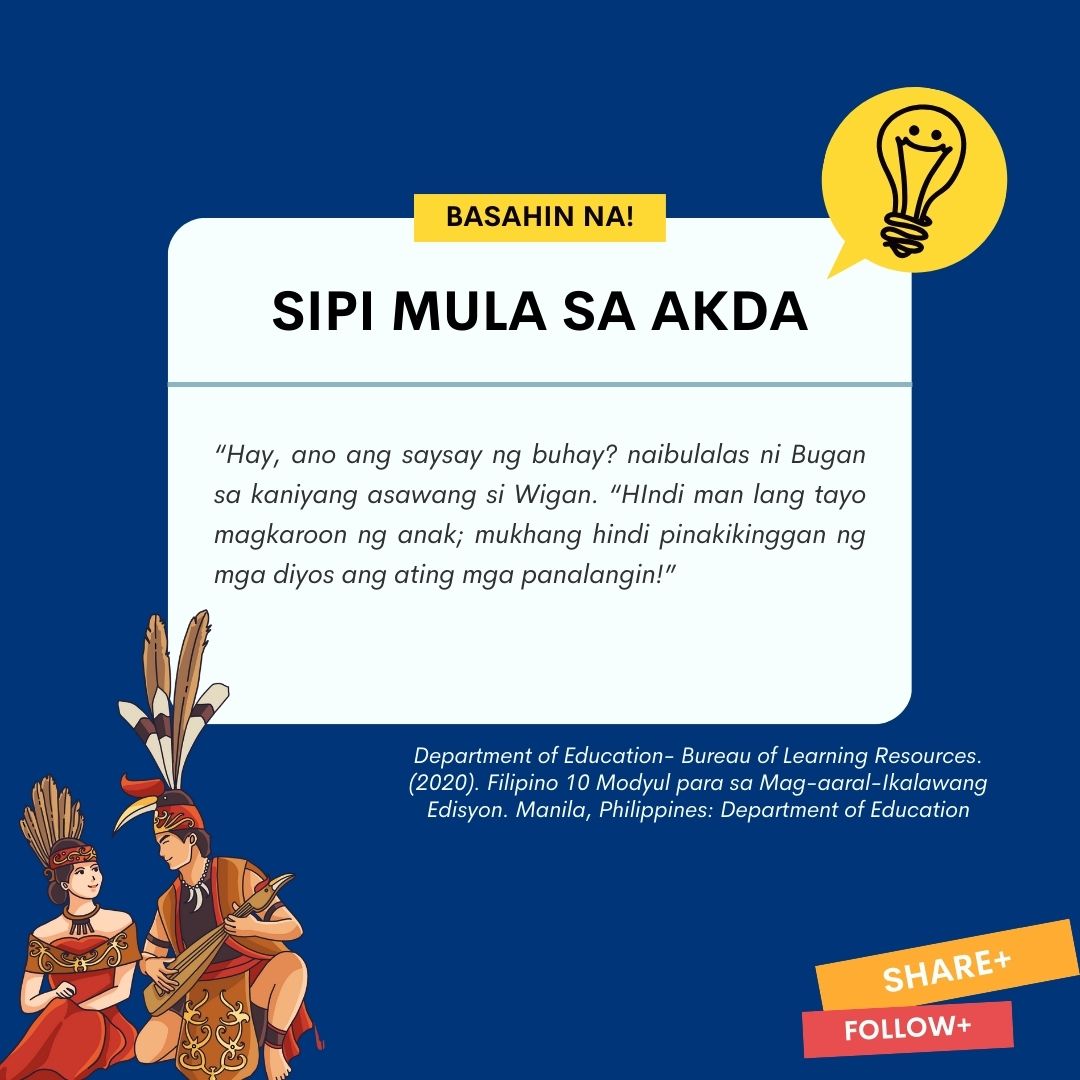 BASAHIN NA!
SIPI MULA SA AKDA
“Hay, ano ang saysay ng buhay? naibulalas ni Bugan
sa kaniyang asawang si Wigan. “HIndi man lang tayo
magkaroon ng anak; mukhang hindi pinakikinggan ng
mga diyos ang ating mga panalangin!”
Department of Education- Bureau of Learning Resources.
(2020). Filipino 10 Modyul para sa Mag-aaral-Ikalawang
Edisyon. Manila, Philippines: Department of Education
SHARE+
FOLLOW+